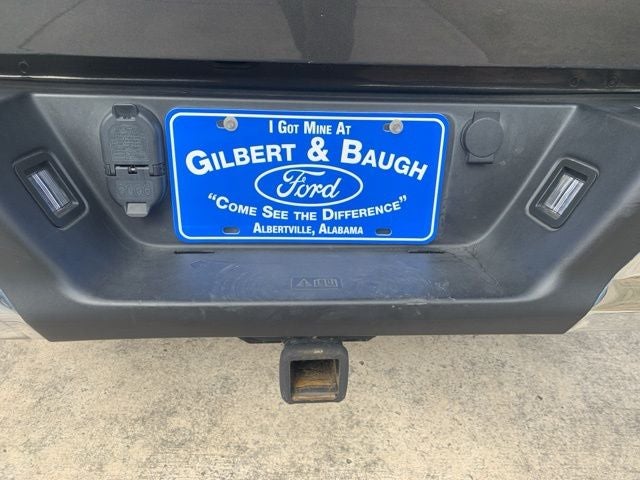 I Got Mine At
Gilbert & Baugh
Ford
"Come See the Difference"
Albertville, Alabama